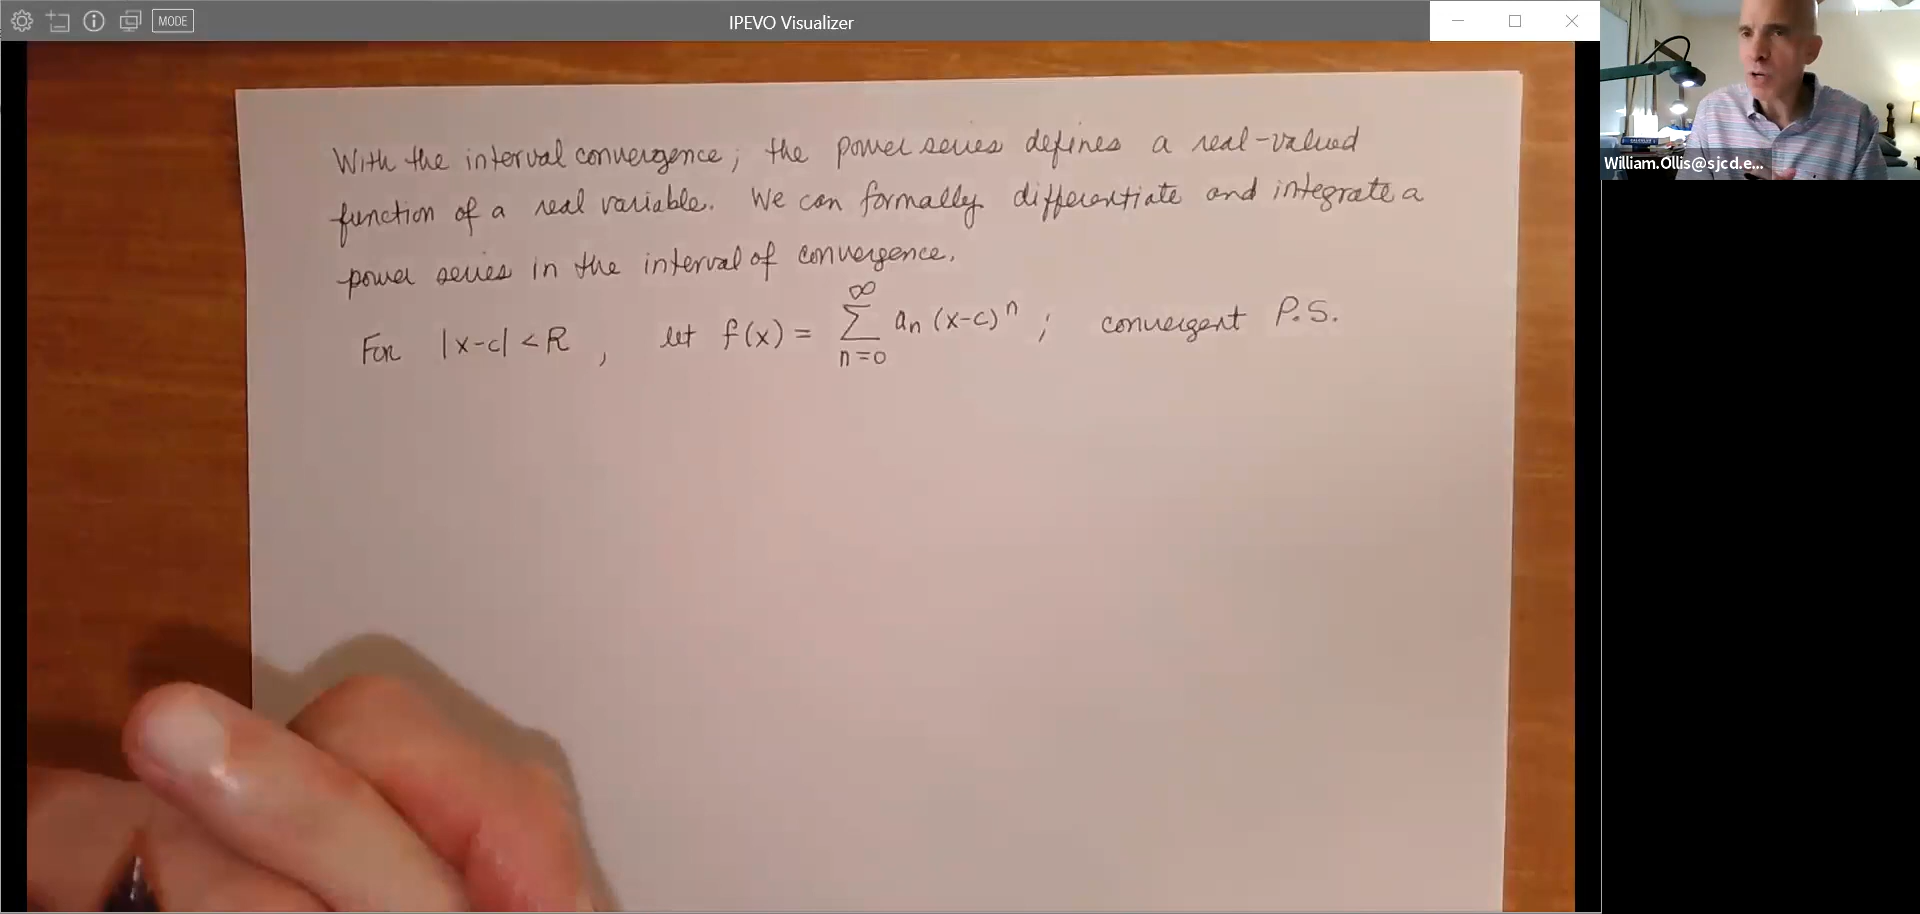 MODE
IPEVO Visualizer
William.Ollis@sjcd.e...
With the interval convergence; the power series defines a real-valued
function of a real variable. We can formally differentiate and integrate a
power series in the interval of convergence.
For |x-c| < R, let f(x) = ∑_{n=0}^{∞} a_n (x-c)^n ; convergent P.S.